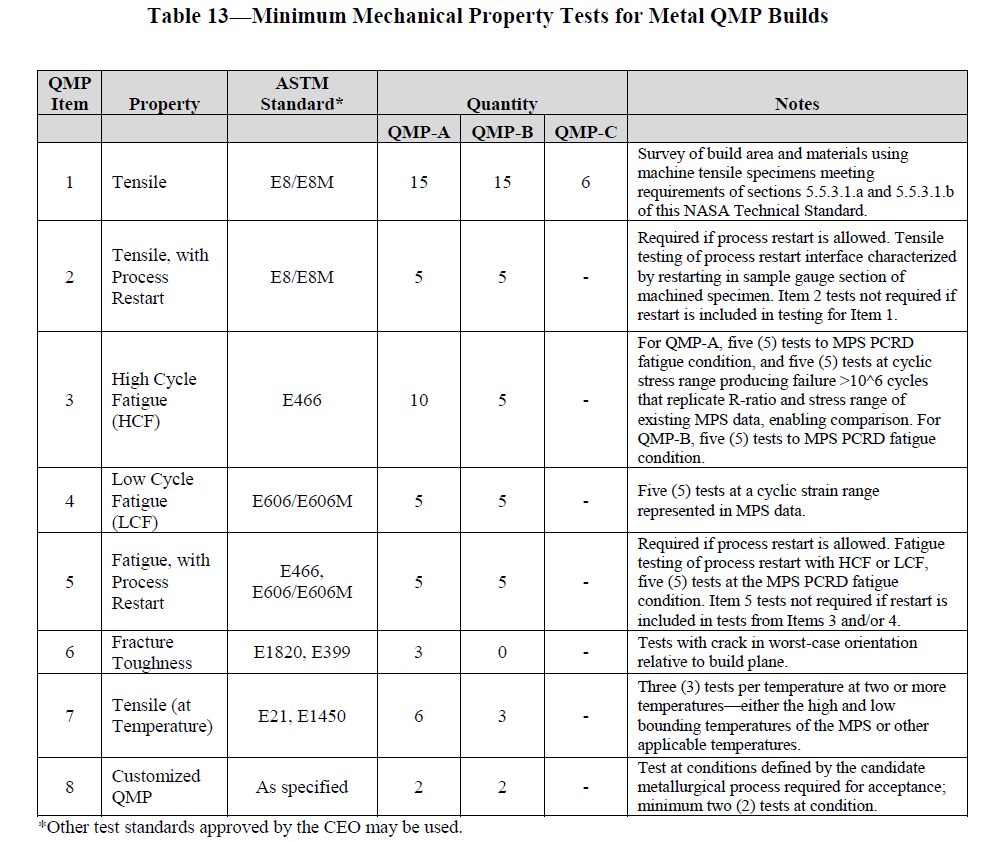 Table 13—Minimum Mechanical Property Tests for Metal QMP Builds
QMP
Item
Property
ASTM
Standard*
Quantity
Notes
QMP-A
QMP-B
QMP-C
1
Tensile
E8/E8M
15
15
6
Survey of build area and materials using
machine tensile specimens meeting
requirements of sections 5.5.3.1.a and 5.5.3.1.b
of this NASA Technical Standard.
2
Tensile, with
Process
Restart
E8/E8M
5
5
-
Required if process restart is allowed. Tensile
testing of process restart interface characterized
by restarting in sample gauge section of
machined specimen. Item 2 tests not required if
restart is included in testing for Item 1.
3
High Cycle
Fatigue
(HCF)
E466
10
5
-
For QMP-A, five (5) tests to MPS PCRD
fatigue condition, and five (5) tests at cyclic
stress range producing failure >10^6 cycles
that replicate R-ratio and stress range of
existing MPS data, enabling comparison. For
QMP-B, five (5) tests to MPS PCRD fatigue
condition.
4
Low Cycle
Fatigue
(LCF)
E606/E606M
5
5
-
Five (5) tests at a cyclic strain range
represented in MPS data.
5
Fatigue, with
Process
Restart
E466,
E606/E606M
5
5
-
Required if process restart is allowed. Fatigue
testing of process restart with HCF or LCF,
five (5) tests at the MPS PCRD fatigue
condition. Item 5 tests not required if restart is
included in tests from Items 3 and/or 4.
6
Fracture
Toughness
E1820, E399
3
0
-
Tests with crack in worst-case orientation
relative to build plane.
7
Tensile (at
Temperature)
E21, E1450
6
3
-
Three (3) tests per temperature at two or more
temperatures—either the high and low
bounding temperatures of the MPS or other
applicable temperatures.
8
Customized
QMP
As specified
2
2
-
Test at conditions defined by the candidate
metallurgical process required for acceptance;
minimum two (2) tests at condition.
*Other test standards approved by the CEO may be used.